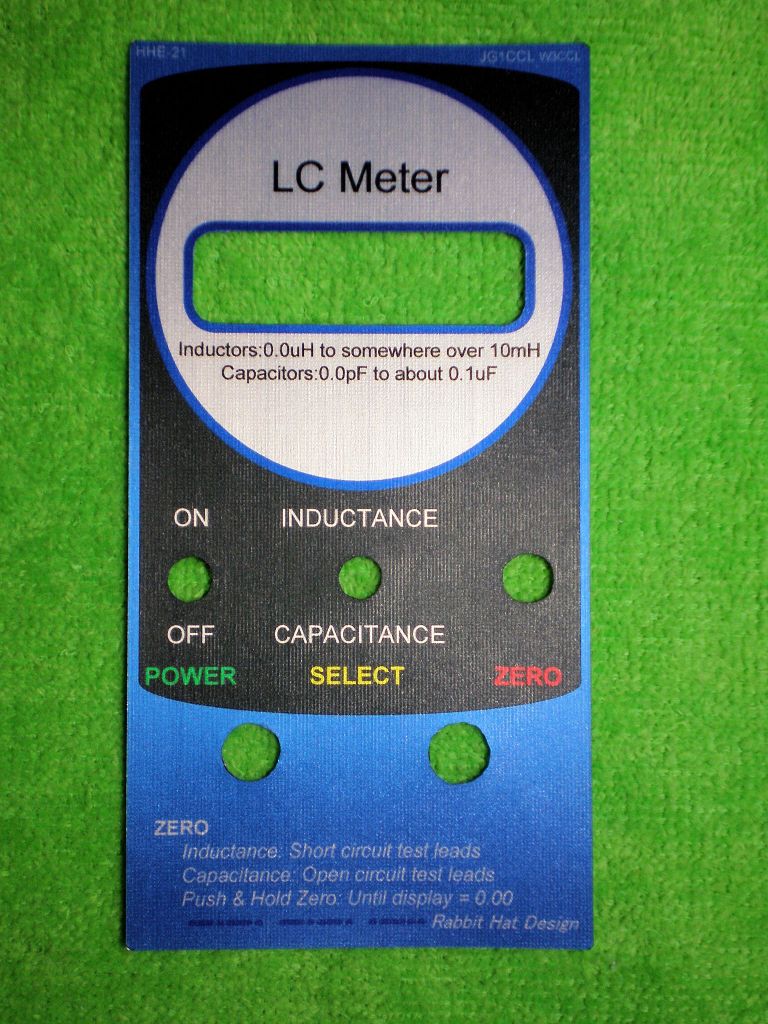 HHE-21 JG1CCL W3CCL
LC Meter
Inductors:0.0uH to somewhere over 10mH
Capacitors:0.0pF to about 0.1uF
ON INDUCTANCE
OFF CAPACITANCE
POWER SELECT ZERO
ZERO
Inductance: Short circuit test leads
Capacitance: Open circuit test leads
Push & Hold Zero: Until display = 0.00
Rabbit Hat Design